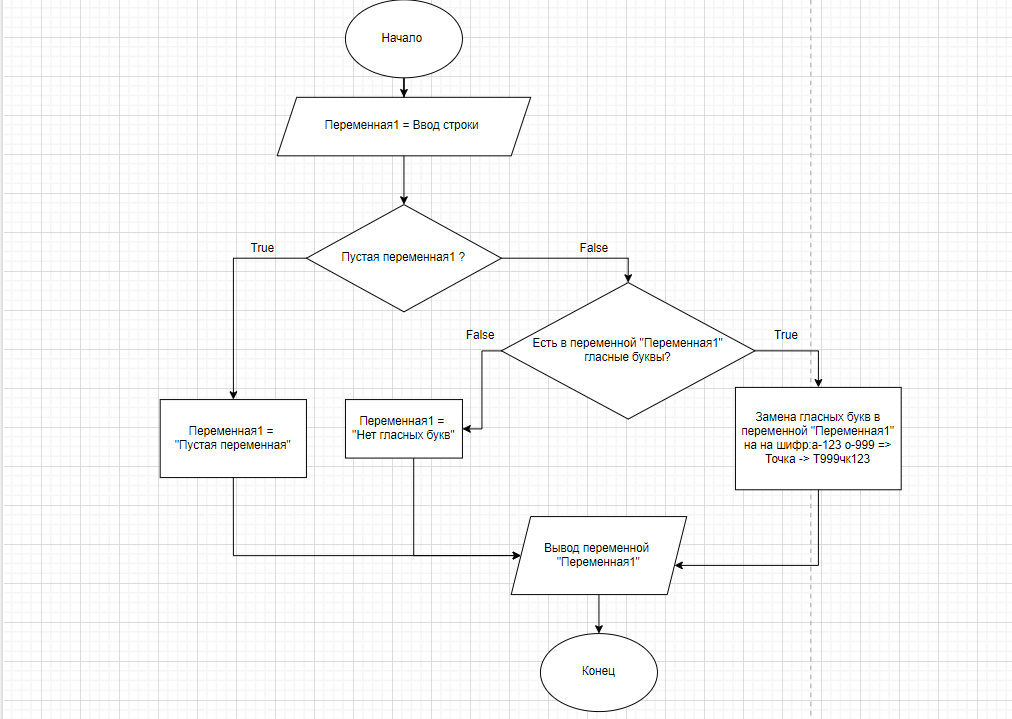 Начало
Переменная1 = Ввод строки
Пустая переменная1 ?
True
False
Есть в переменной "Переменная1"
гласные буквы?
False
True
Переменная1 =
"Пустая переменная"
Переменная1 =
"Нет гласных букв"
Замена гласных букв в
переменной "Переменная1"
на на шифр:а-123 о-999 =>
Точка -> Т999чк123
Вывод переменной
"Переменная1"
Конец